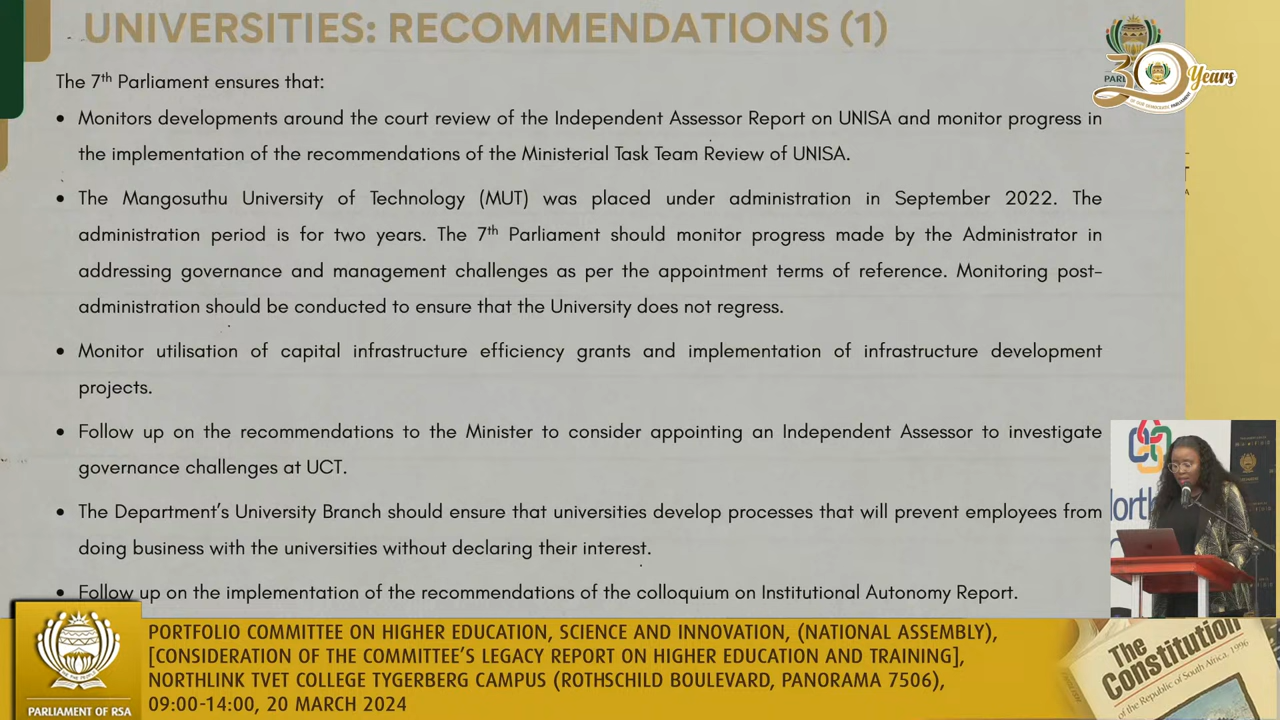 UNIVERSITIES: RECOMMENDATIONS (1)
The 7th Parliament ensures that:
• Monitors developments around the court review of the Independent Assessor Report on UNISA and monitor progress in
the implementation of the recommendations of the Ministerial Task Team Review of UNISA.
• The Mangosuthu University of Technology (MUT) was placed under administration in September 2022. The
administration period is for two years. The 7th Parliament should monitor progress made by the Administrator in
addressing governance and management challenges as per the appointment terms of reference. Monitoring post-
administration should be conducted to ensure that the University does not regress.
• Monitor utilisation of capital infrastructure efficiency grants and implementation of infrastructure development
projects.
• Follow up on the recommendations to the Minister to consider appointing an Independent Assessor to investigate
governance challenges at UCT.
• The Department's University Branch should ensure that universities develop processes that will prevent employees from
doing business with the universities without declaring their interest.
• Follow up on the implementation of the recommendations of the colloquium on Institutional Autonomy Report.
30 Years
PARLIAMENT OF RSA
PORTFOLIO COMMITTEE ON HIGHER EDUCATION, SCIENCE AND INNOVATION, (NATIONAL ASSEMBLY),
[CONSIDERATION OF THE COMMITTEE'S LEGACY REPORT ON HIGHER EDUCATION AND TRAINING],
NORTHLINK TVET COLLEGE TYGERBERG CAMPUS (ROTHSCHILD BOULEVARD, PANORAMA 7506),
09:00-14:00, 20 MARCH 2024
The
Constitution
of the Republic of South Africa, 1996